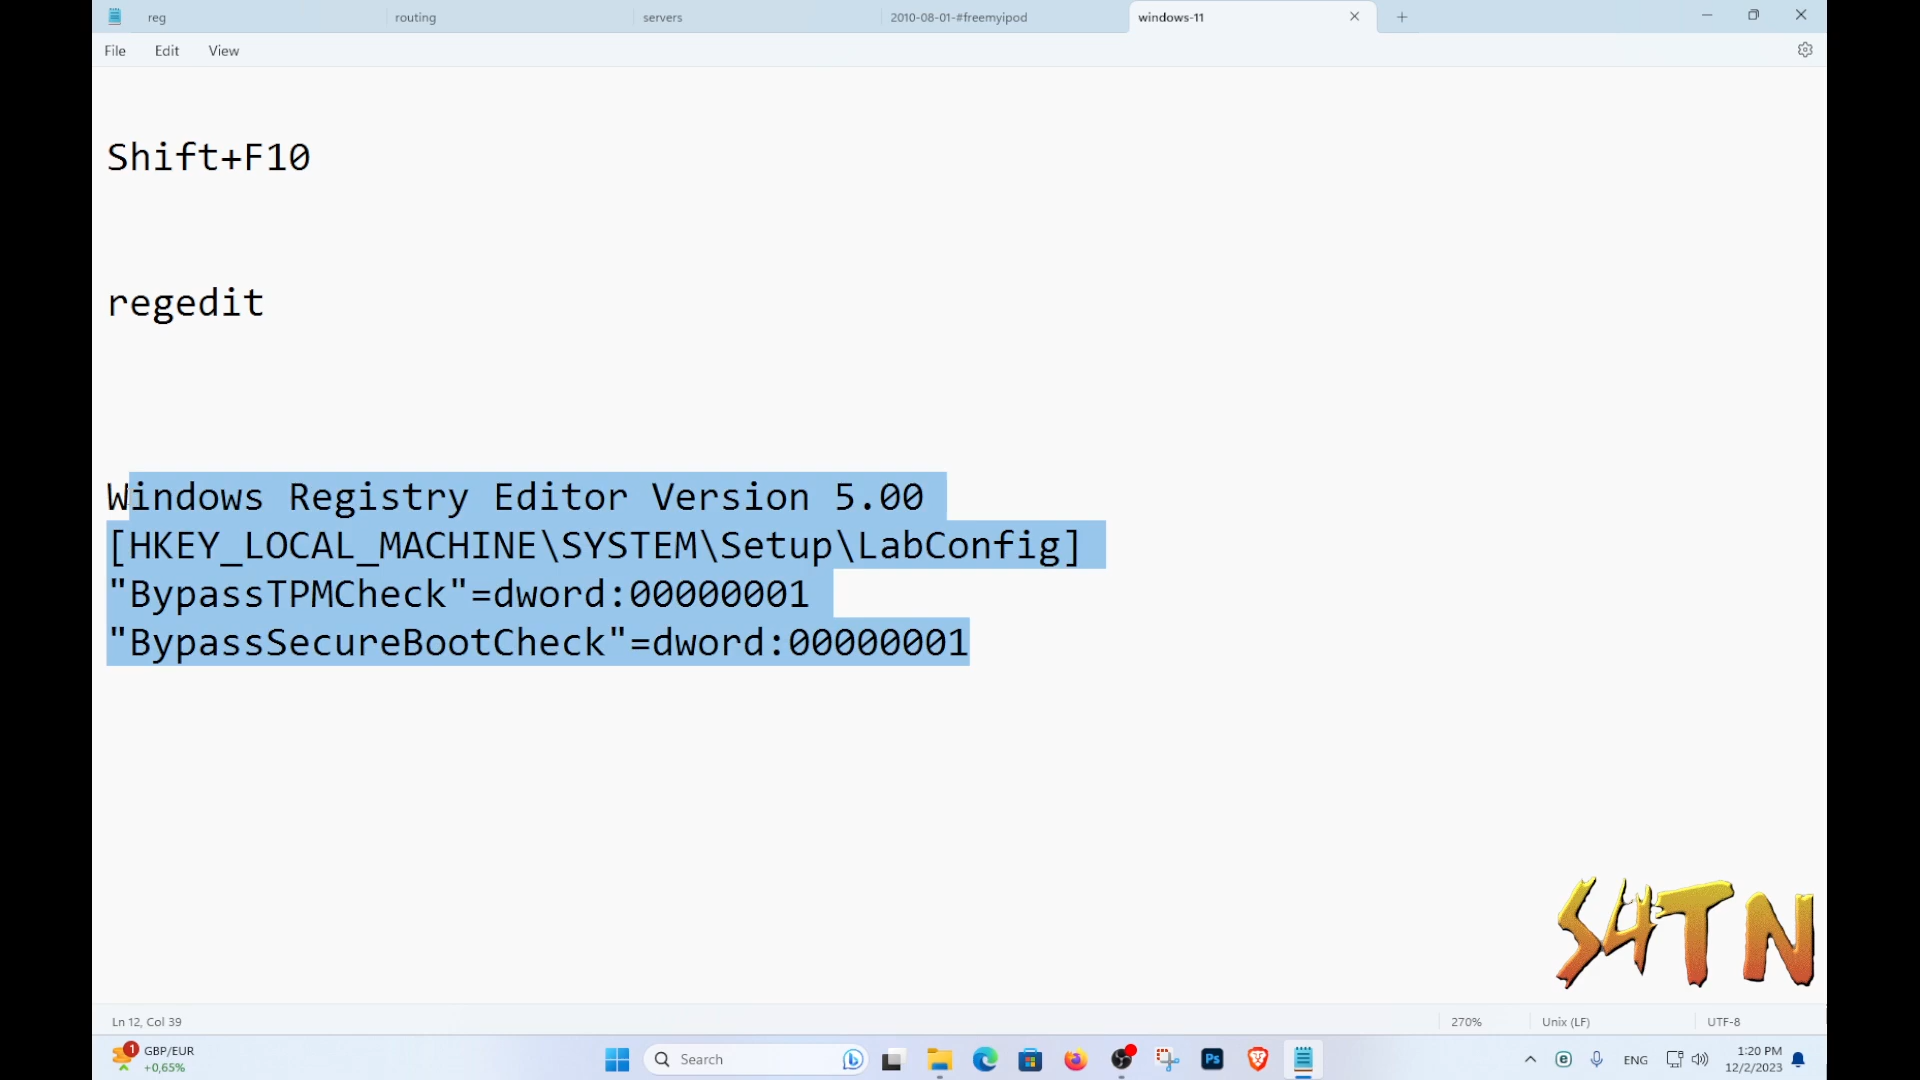 reg
routing
servers
2010-08-01-#freemyipod
windows-11
File
Edit
View
Shift+F10
regedit
Windows Registry Editor Version 5.00
[HKEY_LOCAL_MACHINE\SYSTEM\Setup\LabConfig]
"BypassTPMCheck"=dword:00000001
"BypassSecureBootCheck"=dword:00000001
S4TN
Ln 12, Col 39
270%
Unix (LF)
UTF-8
1
GBP/EUR
+0,65%
Search
Ps
ENG
1:20 PM
12/2/2023